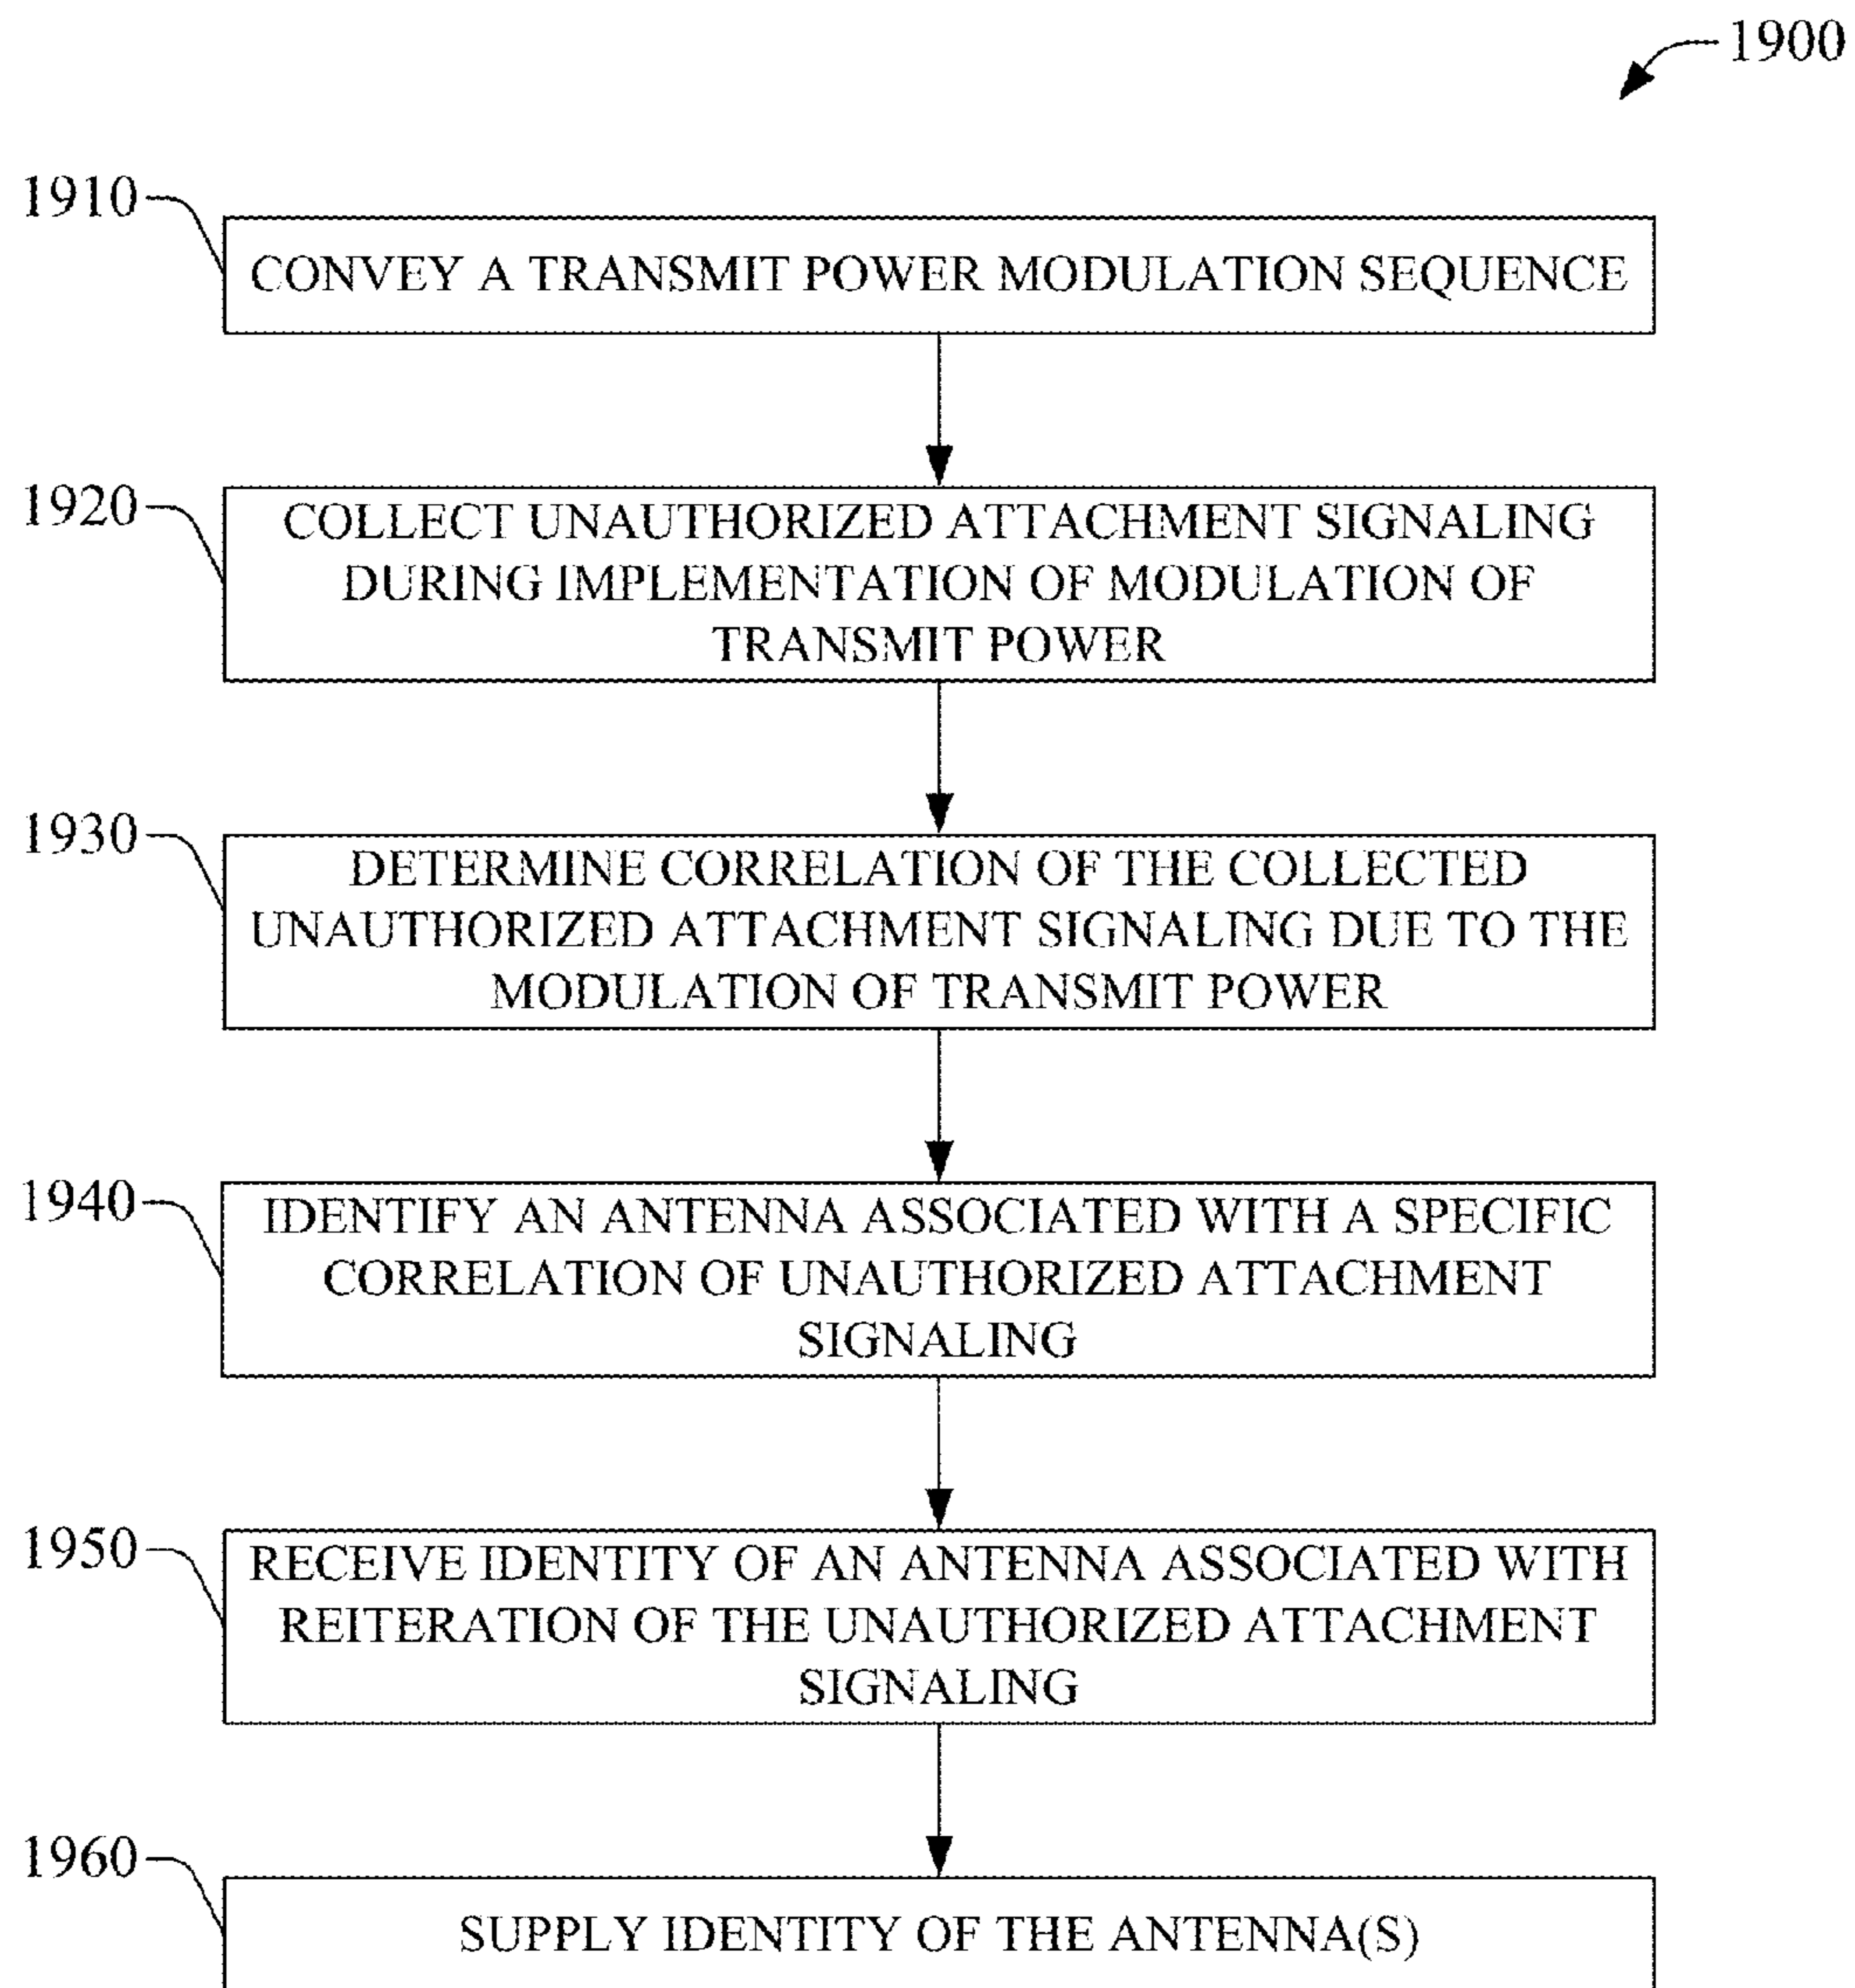 1900
1910
CONVEY A TRANSMIT POWER MODULATION SEQUENCE
1920
COLLECT UNAUTHORIZED ATTACHMENT SIGNALING
DURING IMPLEMENTATION OF MODULATION OF
TRANSMIT POWER
1930
DETERMINE CORRELATION OF THE COLLECTED
UNAUTHORIZED ATTACHMENT SIGNALING DUE TO THE
MODULATION OF TRANSMIT POWER
1940
IDENTIFY AN ANTENNA ASSOCIATED WITH A SPECIFIC
CORRELATION OF UNAUTHORIZED ATTACHMENT
SIGNALING
1950
RECEIVE IDENTITY OF AN ANTENNA ASSOCIATED WITH
REITERATION OF THE UNAUTHORIZED ATTACHMENT
SIGNALING
1960
SUPPLY IDENTITY OF THE ANTENNA(S)